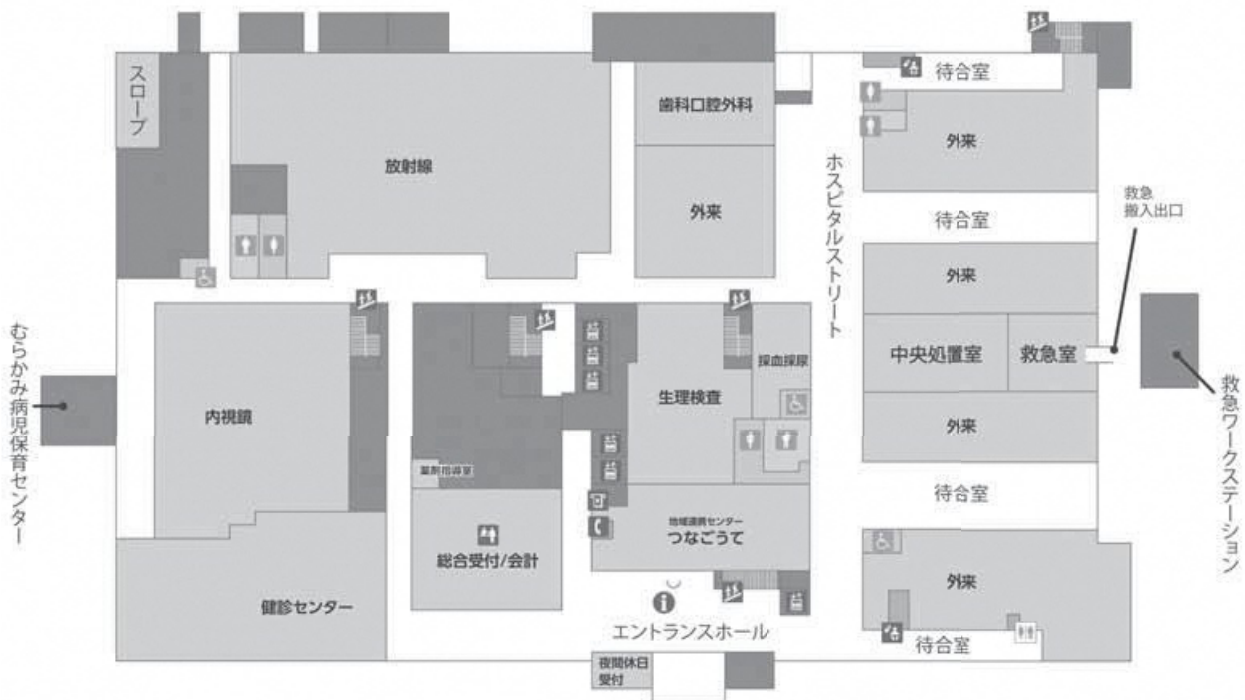 スロープ
放射線
歯科口腔外科
外来
ホスピタルストリート
待合室
外来
待合室
外来
中央処置室
救急室
外来
待合室
外来
待合室
救急
搬入出口
救急ワークステーション
むらかみ病児保育センター
内視鏡
健診センター
薬剤指導室
総合受付/会計
生理検査
採血採尿
地域連携センター
つなごうて
i
エントランスホール
夜間休日
受付